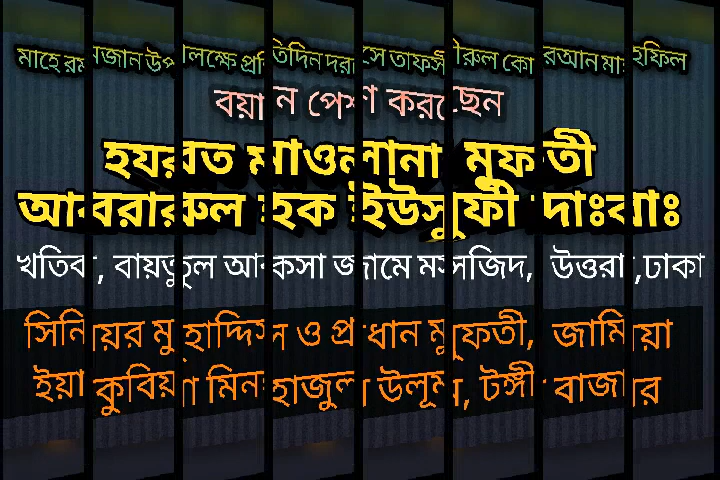 মাহে রমজান উপলক্ষে প্রতিদিন দরসে তাফসীরুল কোরআন মাহফিল
বয়ান পেশ করছেন
হযরত মাওলানা মুফতী
আবরারুল হক ইউসুফী দাঃবাঃ
খতিব, বায়তুল আকসা জামে মসজিদ, উত্তরা,ঢাকা
সিনিয়র মুহাদ্দিস ও প্রধান মুফতী, জামিয়া
ইয়াকুবিয়া মিনহাজুল উলূম, টঙ্গী বাজার